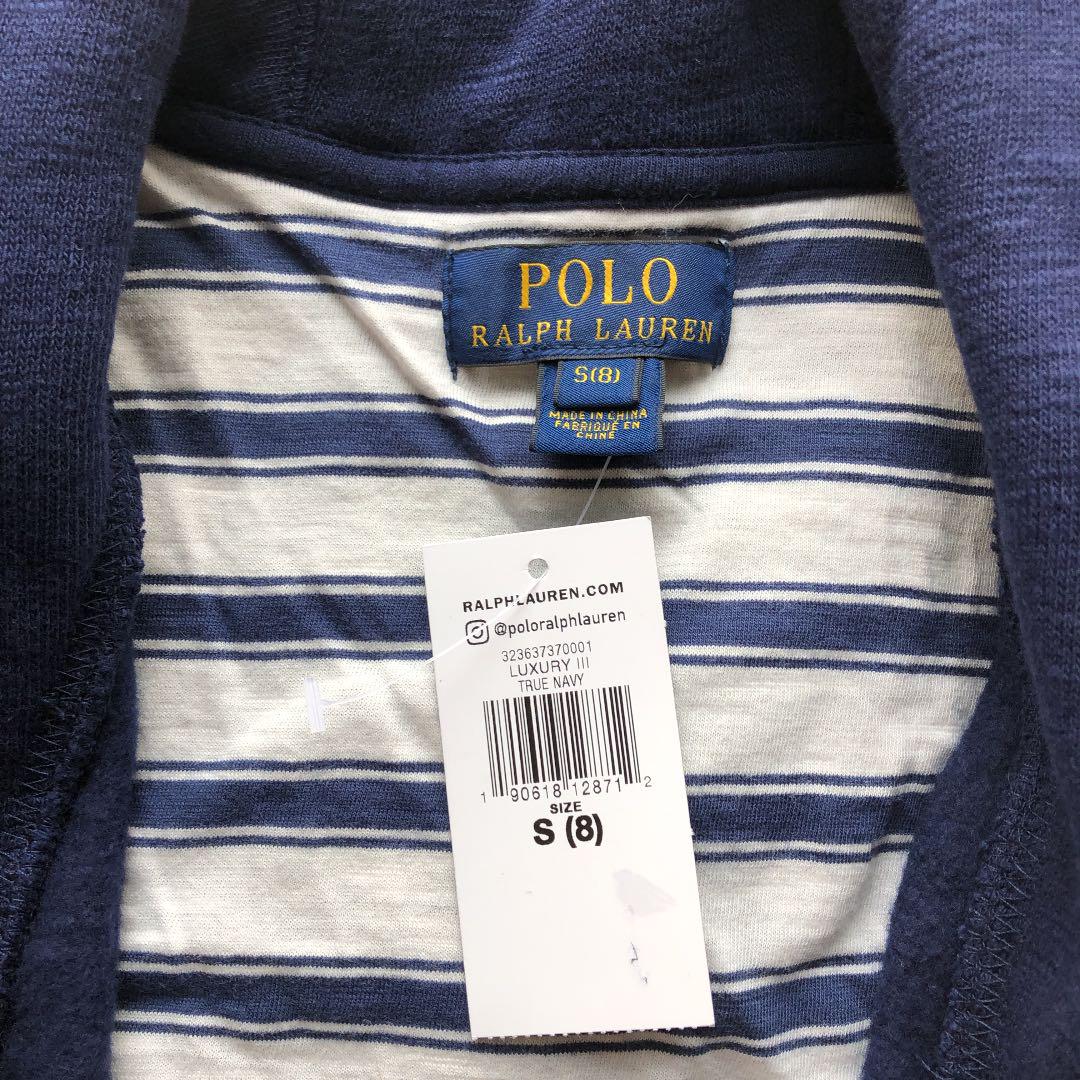 POLO
RALPH LAUREN
S(8)
MADE IN CHINA
FABRIQUÉ EN
CHINE
RALPHLAUREN.COM
@poloralphlauren
323637370001
LUXURY III
TRUE NAVY
1 90618 12871 2
SIZE
S (8)